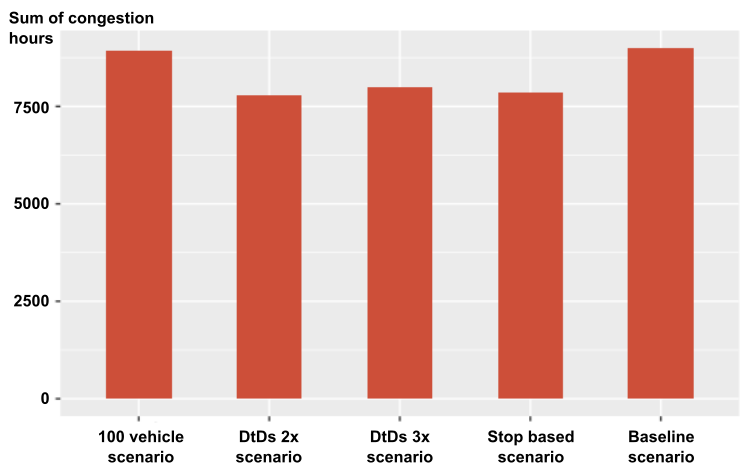 Sum of congestion
hours
7500
5000
2500
0
100 vehicle
scenario
DtDs 2x
scenario
DtDs 3x
scenario
Stop based
scenario
Baseline
scenario